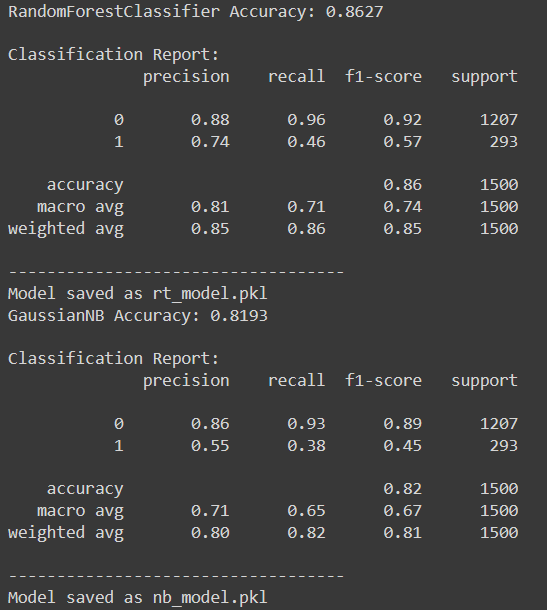 RandomForestClassifier Accuracy: 0.8627
Classification Report:
precision recall f1-score support
0 0.88 0.96 0.92 1207
1 0.74 0.46 0.57 293
accuracy 0.86 1500
macro avg 0.81 0.71 0.74 1500
weighted avg 0.85 0.86 0.85 1500
-----------------------------------
Model saved as rt_model.pkl
GaussianNB Accuracy: 0.8193
Classification Report:
precision recall f1-score support
0 0.86 0.93 0.89 1207
1 0.55 0.38 0.45 293
accuracy 0.82 1500
macro avg 0.71 0.65 0.67 1500
weighted avg 0.80 0.82 0.81 1500
-----------------------------------
Model saved as nb_model.pkl